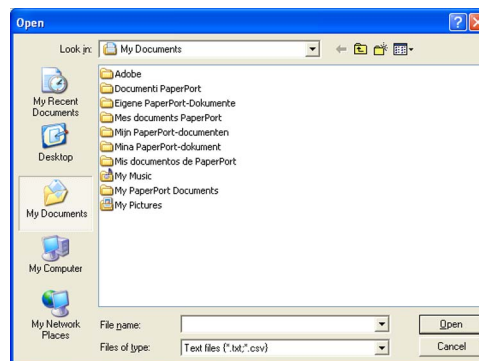 Open
Look in:
My Documents
My Recent
Documents
Desktop
My Documents
My Computer
My Network
Places
Adobe
Documenti PaperPort
Eigene PaperPort-Dokumente
Mes documents PaperPort
Mijn PaperPort-documenten
Mina PaperPort-dokument
Mis documentos de PaperPort
My Music
My PaperPort Documents
My Pictures
File name:
Open
Files of type:
Text files {*.txt;*.csv}
Cancel